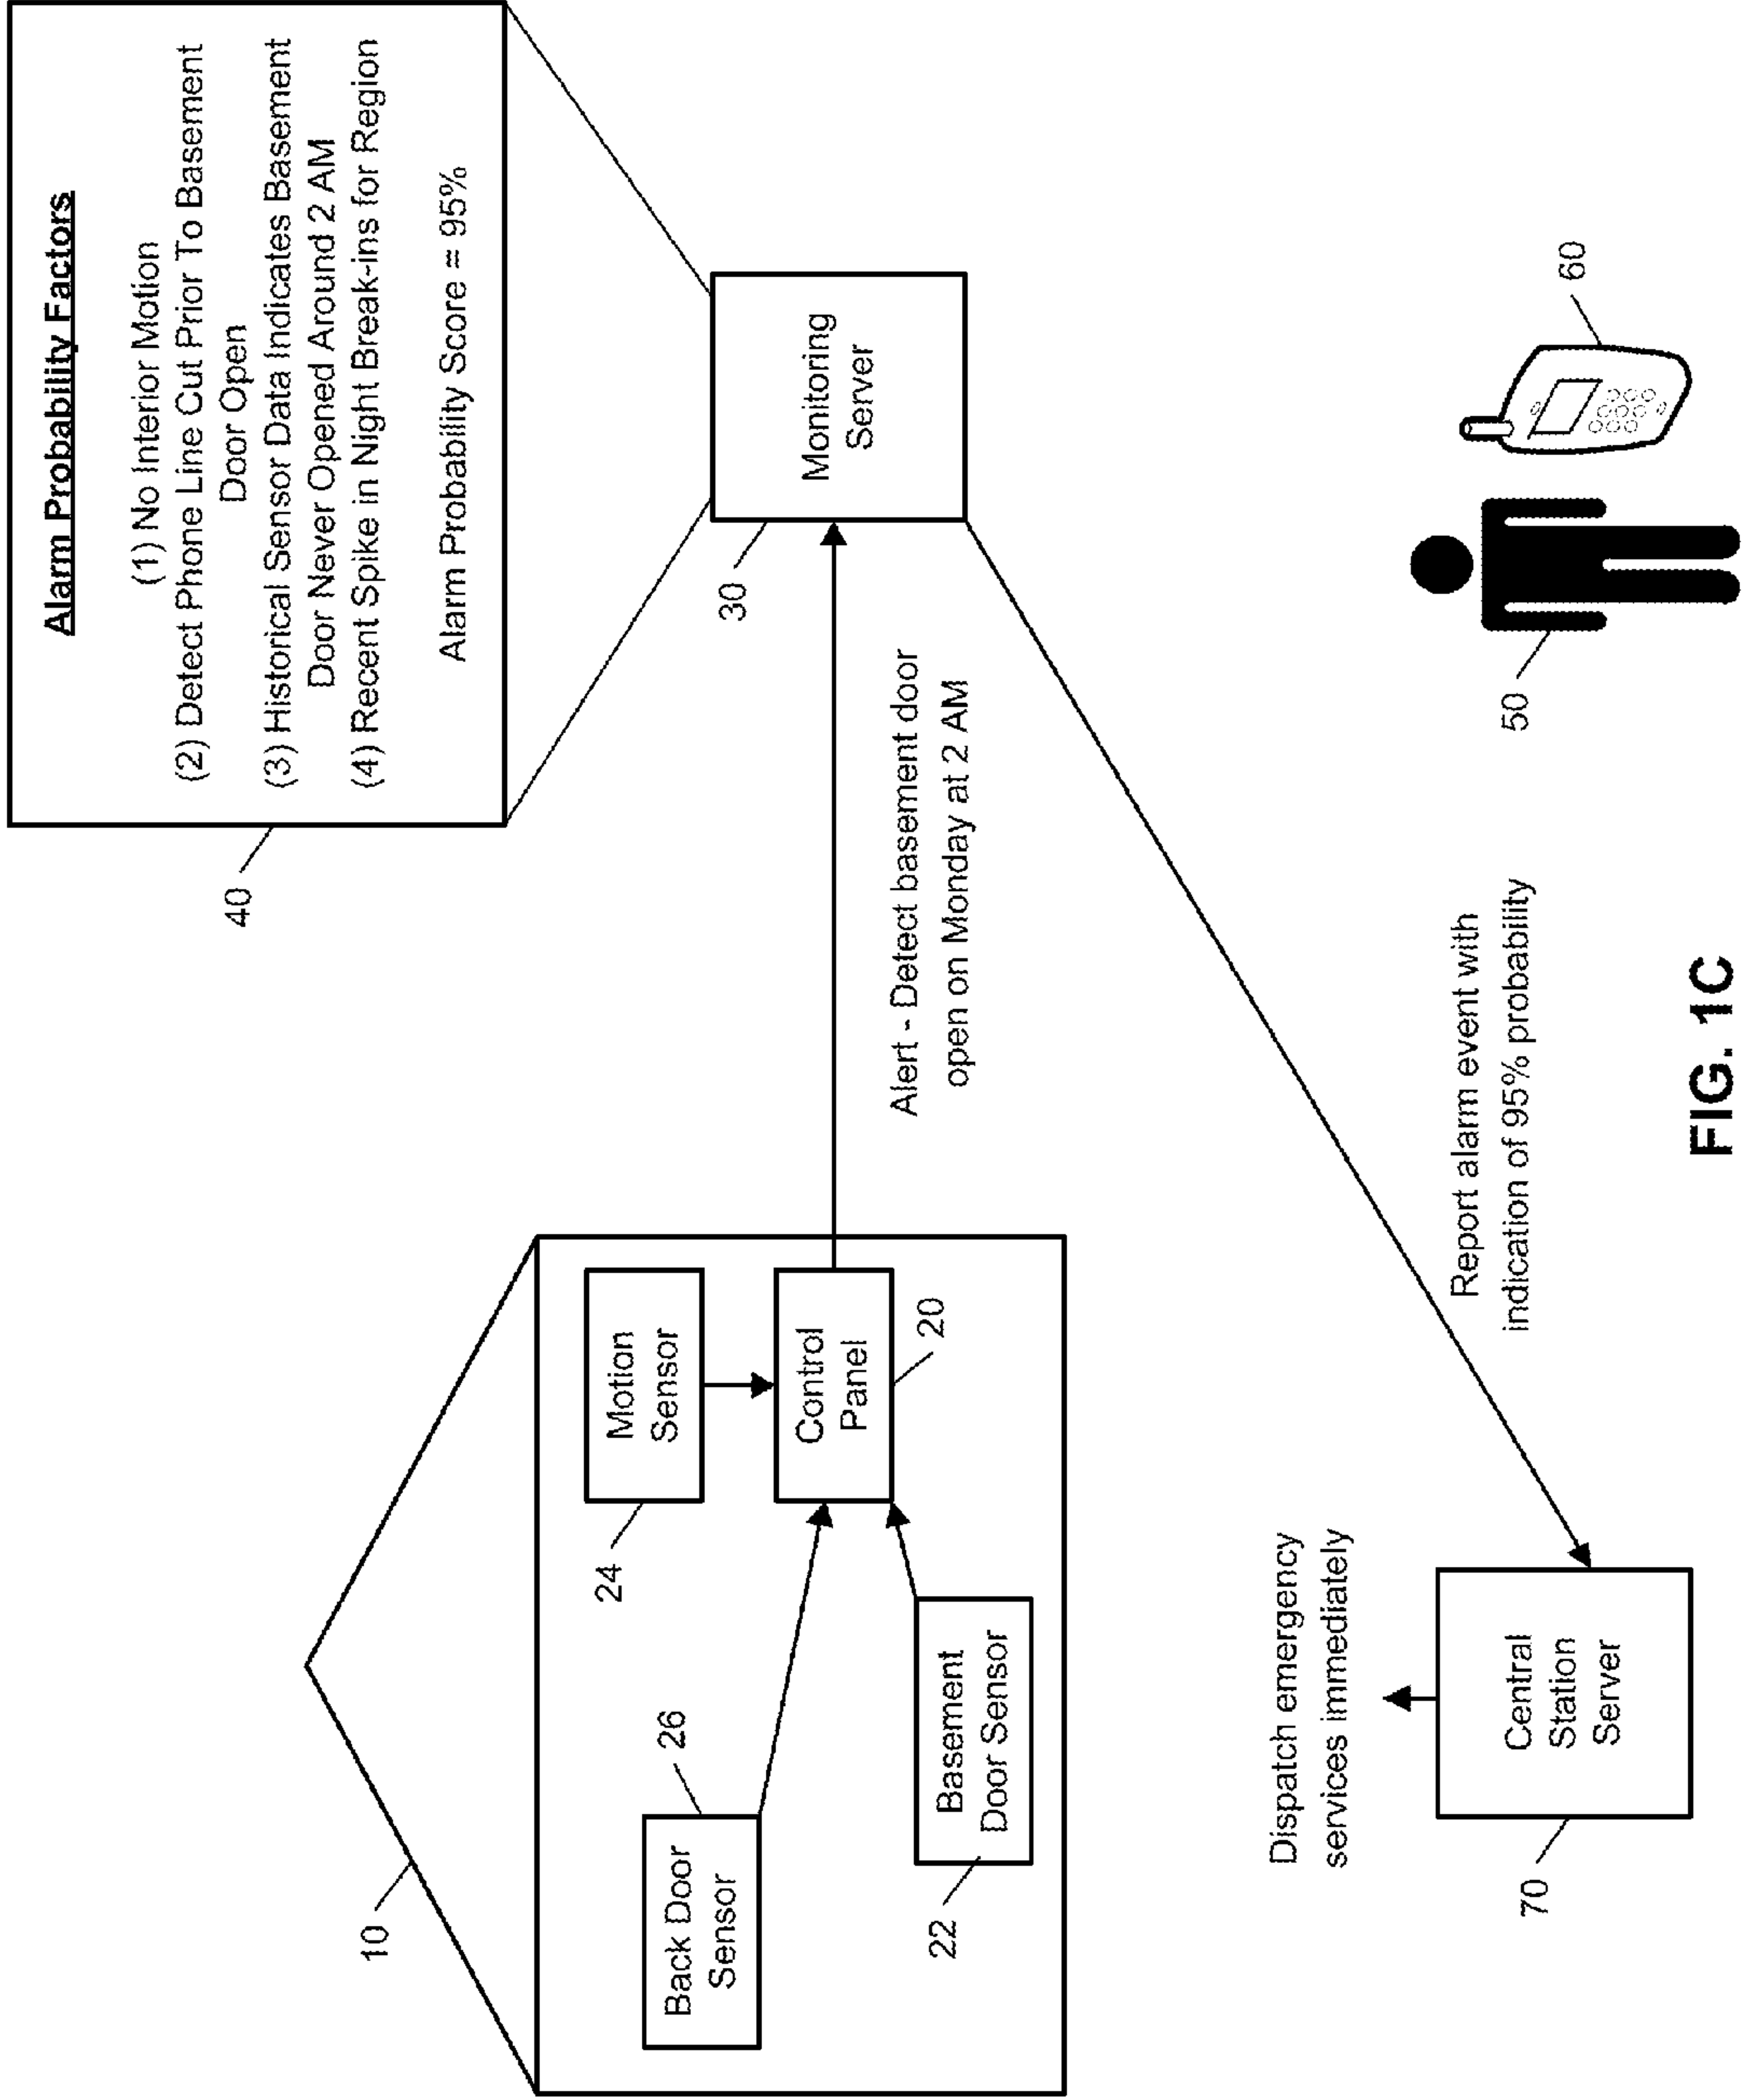 Alarm Probability Factors
(1) No Interior Motion
(2) Detect Phone Line Cut Prior To Basement
Door Open
(3) Historical Sensor Data Indicates Basement
Door Never Opened Around 2 AM
(4) Recent Spike in Night Break-ins for Region
Alarm Probability Score = 95%
40
10
Back Door
Sensor
26
24
Motion
Sensor
Control
Panel
20
Basement
Door Sensor
22
30
Monitoring
Server
Alert - Detect basement door
open on Monday at 2 AM
Dispatch emergency
services immediately
Central
Station
Server
70
Report alarm event with
indication of 95% probability
50
60
FIG. 1C